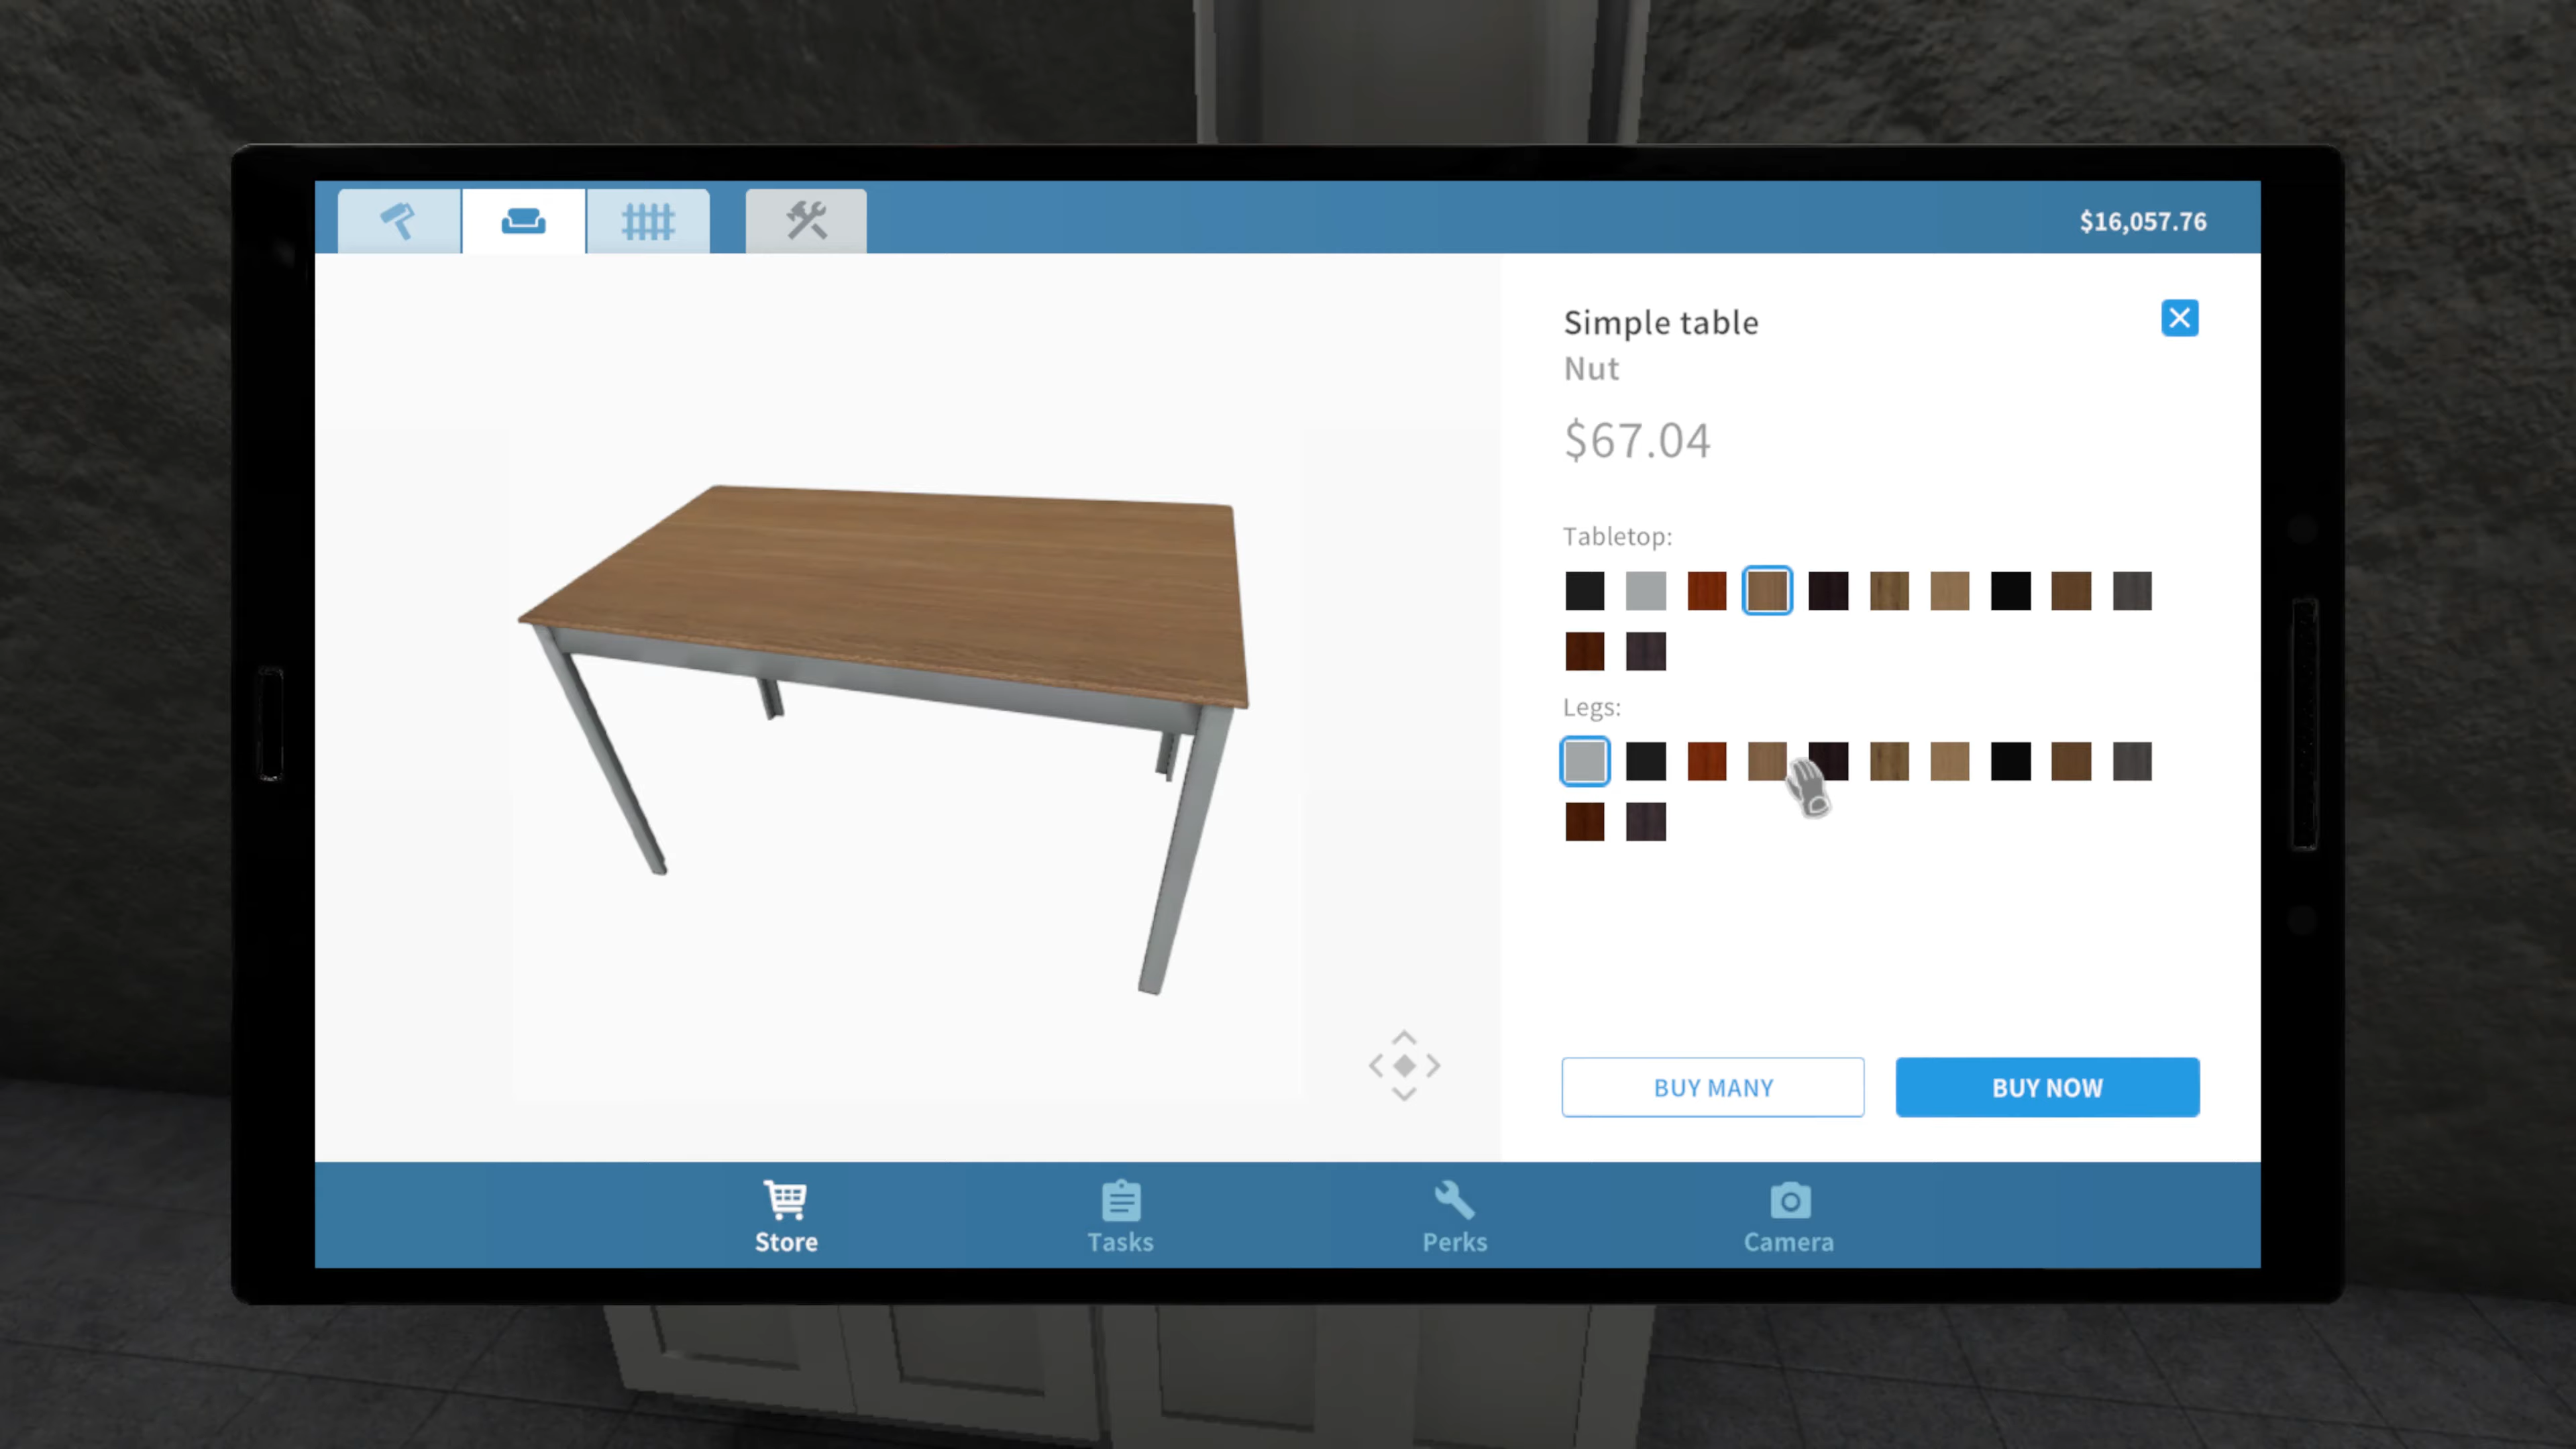 $16,057.76
Simple table
Nut
$67.04
Tabletop:
Legs:
BUY MANY
BUY NOW
Store
Tasks
Perks
Camera